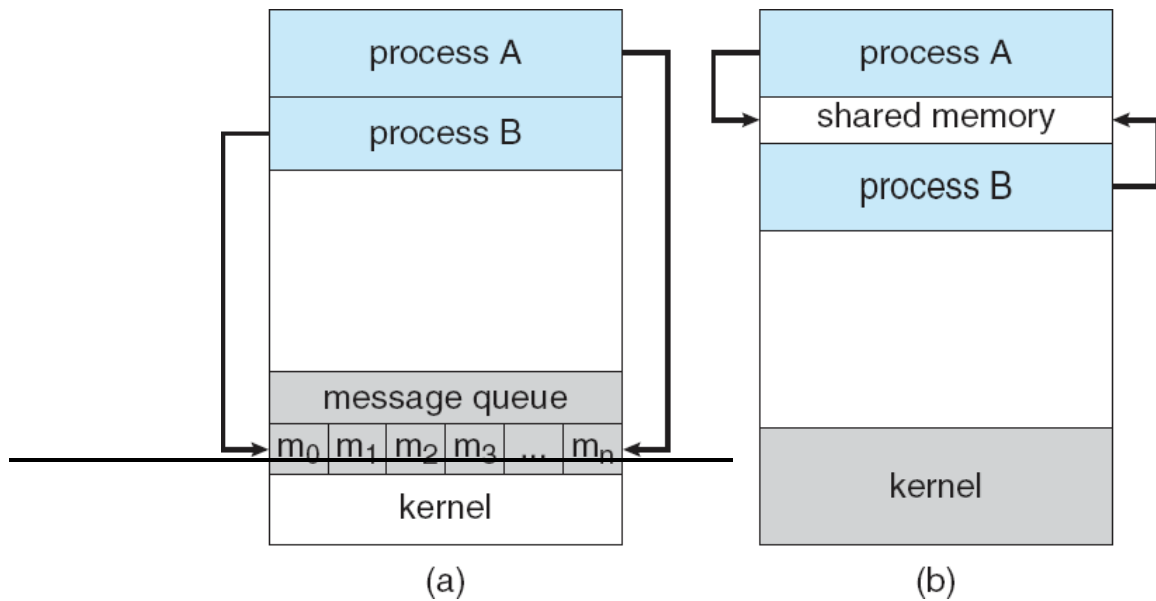 process A
process B
message queue
m0 m1 m2 m3 ... mn
kernel
(a)
process A
shared memory
process B
kernel
(b)